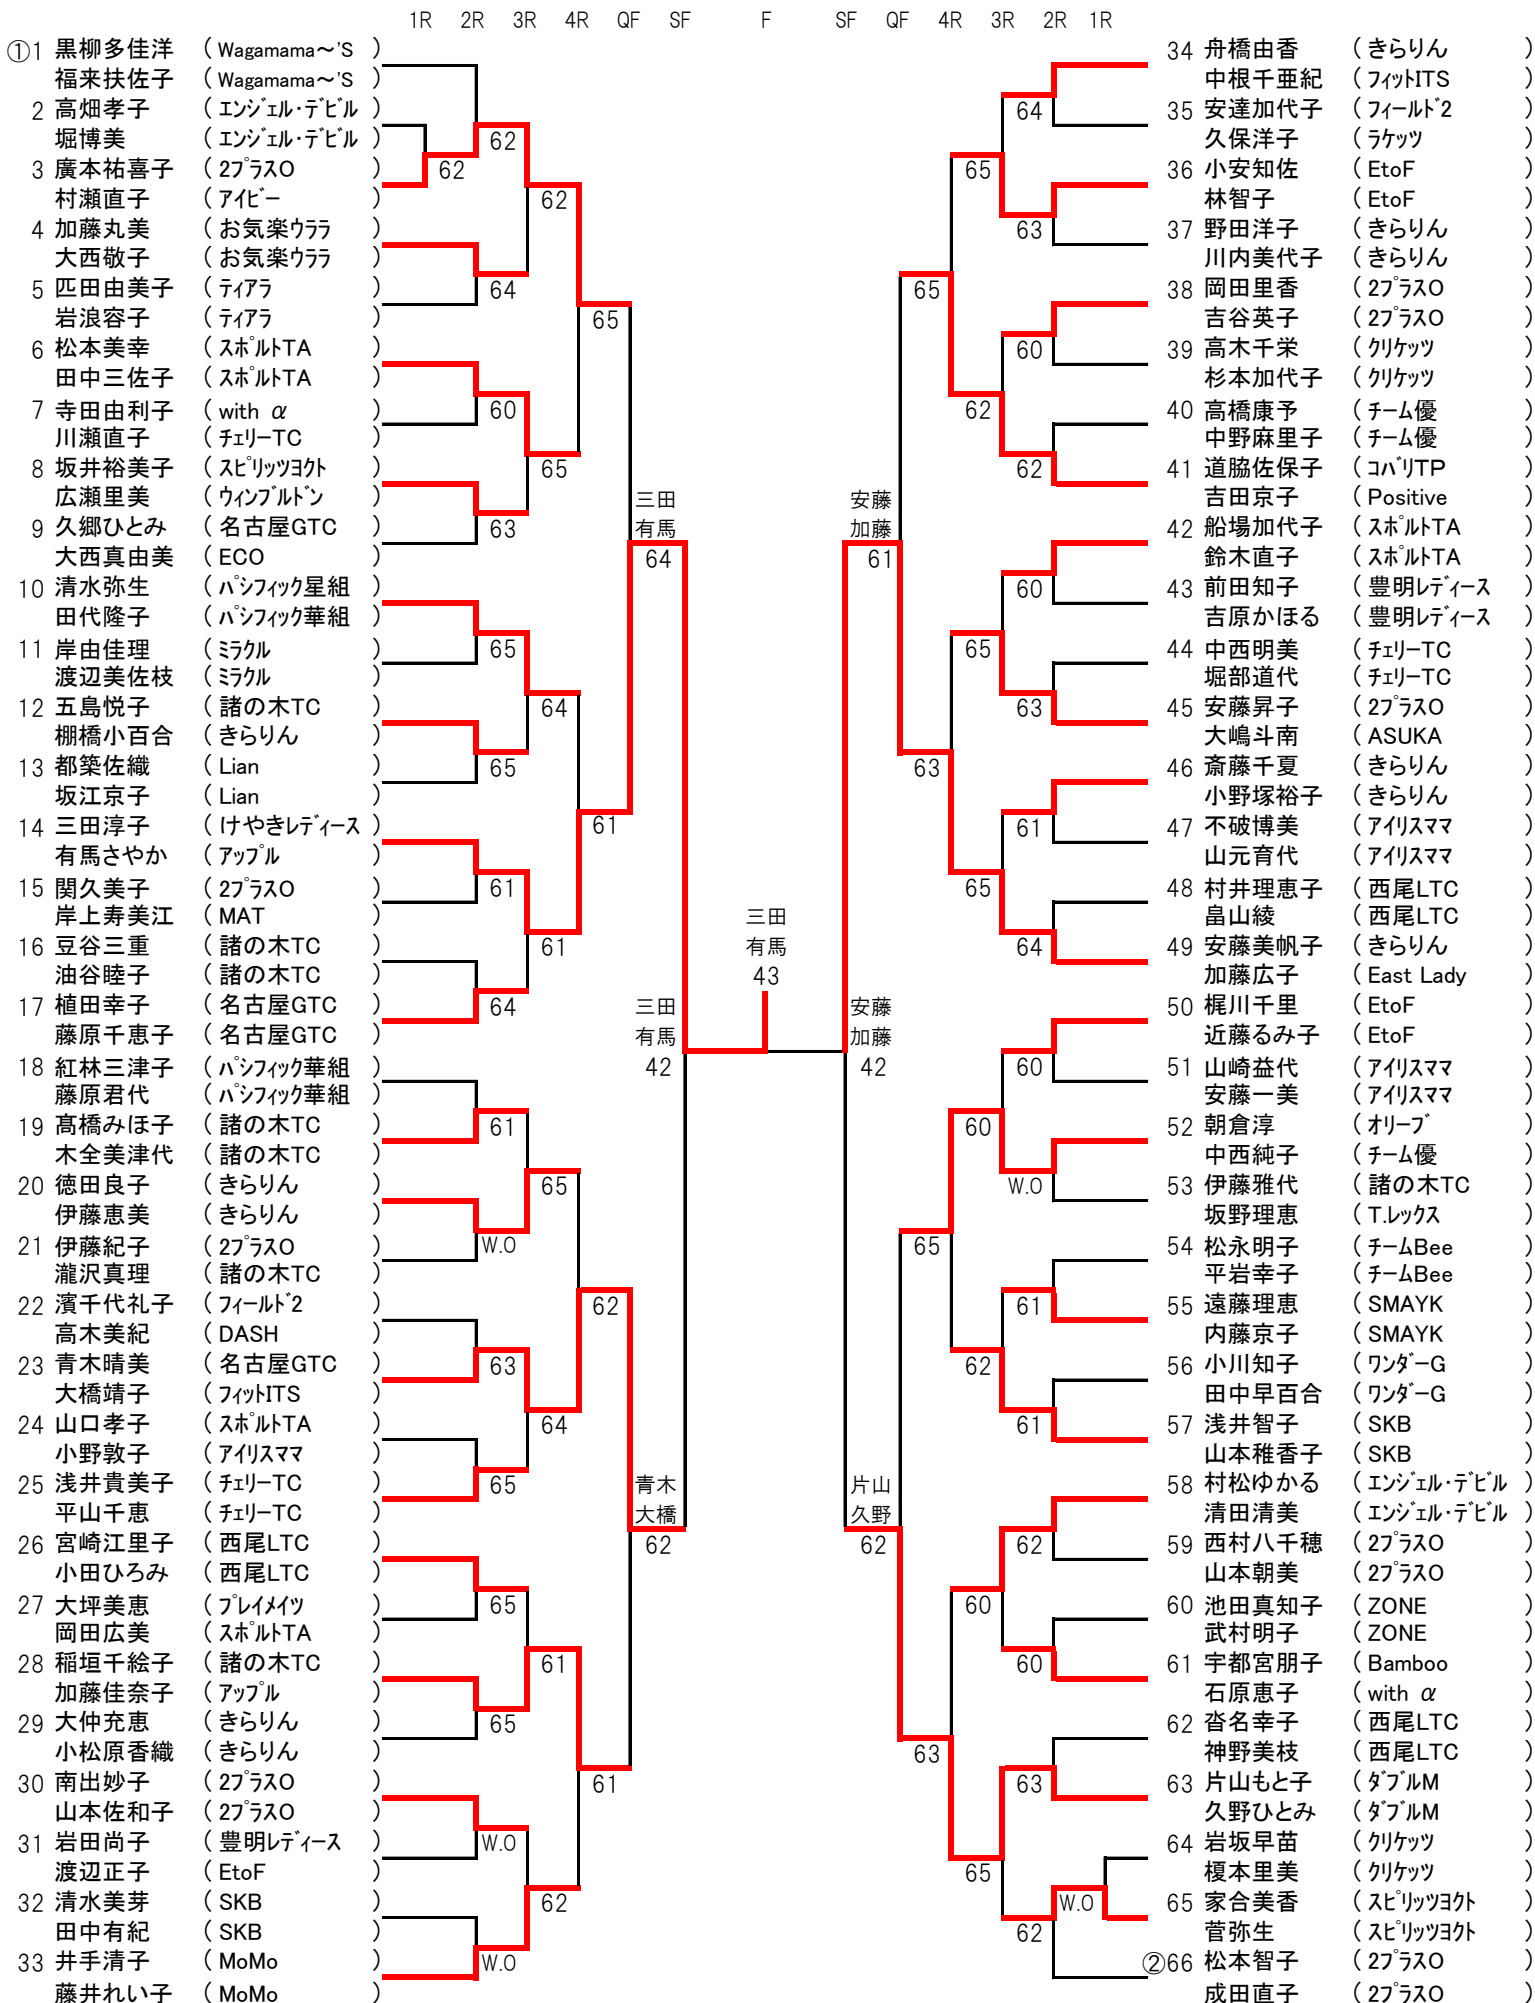 1R 2R 3R 4R QF SF F SF QF 4R 3R 2R 1R
①1 黒柳多佳洋 ( Wagamama～'S )
福来扶佐子 ( Wagamama～'S )
2 高畑孝子 ( エンジェル・デビル )
堀博美 ( エンジェル・デビル )
62
3 廣本祐喜子 ( 2プラスO )
62
村瀬直子 ( アイビー )
62
4 加藤丸美 ( お気楽ウララ )
大西敬子 ( お気楽ウララ )
5 匹田由美子 ( ティアラ )
64
岩浪容子 ( ティアラ )
65
6 松本美幸 ( スポルトTA )
田中三佐子 ( スポルトTA )
7 寺田由利子 ( with α )
60
川瀬直子 ( チェリーTC )
8 坂井裕美子 ( スピリッツヨクト )
65
広瀬里美 ( ウィンブルドン )
9 久郷ひとみ ( 名古屋GTC )
63
大西真由美 ( ECO )
三田
有馬
64
10 清水弥生 ( パシフィック星組 )
田代隆子 ( パシフィック華組 )
11 岸由佳理 ( ミラクル )
65
渡辺美佐枝 ( ミラクル )
12 五島悦子 ( 諸の木TC )
64
棚橋小百合 ( きらりん )
13 都築佐織 ( Lian )
65
坂江京子 ( Lian )
14 三田淳子 ( けやきレディース )
61
有馬さやか ( アップル )
15 関久美子 ( 2プラスO )
61
岸上寿美江 ( MAT )
16 豆谷三重 ( 諸の木TC )
61
油谷睦子 ( 諸の木TC )
17 植田幸子 ( 名古屋GTC )
64
藤原千恵子 ( 名古屋GTC )
三田
有馬
42
18 紅林三津子 ( パシフィック華組 )
藤原君代 ( パシフィック華組 )
19 髙橋みほ子 ( 諸の木TC )
61
木全美津代 ( 諸の木TC )
20 徳田良子 ( きらりん )
65
伊藤恵美 ( きらりん )
21 伊藤紀子 ( 2プラスO )
W.O
瀧沢真理 ( 諸の木TC )
22 濱千代礼子 ( フィールド2 )
62
高木美紀 ( DASH )
23 青木晴美 ( 名古屋GTC )
63
大橋靖子 ( フィットITS )
24 山口孝子 ( スポルトTA )
64
小野敦子 ( アイリスママ )
25 浅井貴美子 ( チェリーTC )
65
平山千恵 ( チェリーTC )
青木
大橋
62
26 宮崎江里子 ( 西尾LTC )
小田ひろみ ( 西尾LTC )
27 大坪美恵 ( プレイメイツ )
65
岡田広美 ( スポルトTA )
28 稲垣千絵子 ( 諸の木TC )
61
加藤佳奈子 ( アップル )
29 大仲充恵 ( きらりん )
65
小松原香織 ( きらりん )
30 南出妙子 ( 2プラスO )
61
山本佐和子 ( 2プラスO )
31 岩田尚子 ( 豊明レディース )
W.O
渡辺正子 ( EtoF )
32 清水美芽 ( SKB )
62
田中有紀 ( SKB )
33 井手清子 ( MoMo )
W.O
藤井れい子 ( MoMo )
三田
有馬
43
34 舟橋由香 ( きらりん )
中根千亜紀 ( フィットITS )
35 安達加代子 ( フィールド2 )
64
久保洋子 ( ラケッツ )
36 小安知佐 ( EtoF )
65
林智子 ( EtoF )
37 野田洋子 ( きらりん )
63
川内美代子 ( きらりん )
38 岡田里香 ( 2プラスO )
65
吉谷英子 ( 2プラスO )
39 高木千栄 ( クリケッツ )
60
杉本加代子 ( クリケッツ )
40 高橋康予 ( チーム優 )
62
中野麻里子 ( チーム優 )
41 道脇佐保子 ( コバリTP )
62
吉田京子 ( Positive )
安藤
加藤
61
42 船場加代子 ( スポルトTA )
鈴木直子 ( スポルトTA )
43 前田知子 ( 豊明レディース )
60
吉原かほる ( 豊明レディース )
44 中西明美 ( チェリーTC )
65
堀部道代 ( チェリーTC )
45 安藤昇子 ( 2プラスO )
63
大嶋斗南 ( ASUKA )
46 斎藤千夏 ( きらりん )
63
小野塚裕子 ( きらりん )
47 不破博美 ( アイリスママ )
61
山元育代 ( アイリスママ )
48 村井理恵子 ( 西尾LTC )
65
畠山綾 ( 西尾LTC )
49 安藤美帆子 ( きらりん )
64
加藤広子 ( East Lady )
安藤
加藤
42
50 梶川千里 ( EtoF )
近藤るみ子 ( EtoF )
51 山崎益代 ( アイリスママ )
60
安藤一美 ( アイリスママ )
52 朝倉淳 ( オリーブ )
60
中西純子 ( チーム優 )
53 伊藤雅代 ( 諸の木TC )
W.O
坂野理恵 ( T.レックス )
54 松永明子 ( チームBee )
65
平岩幸子 ( チームBee )
55 遠藤理恵 ( SMAYK )
61
内藤京子 ( SMAYK )
56 小川知子 ( ワンダーG )
62
田中早百合 ( ワンダーG )
57 浅井智子 ( SKB )
61
山本稚香子 ( SKB )
片山
久野
62
58 村松ゆかる ( エンジェル・デビル )
清田清美 ( エンジェル・デビル )
59 西村八千穂 ( 2プラスO )
62
山本朝美 ( 2プラスO )
60 池田真知子 ( ZONE )
60
武村明子 ( ZONE )
61 宇都宮朋子 ( Bamboo )
60
石原恵子 ( with α )
62 沓名幸子 ( 西尾LTC )
63
神野美枝 ( 西尾LTC )
63 片山もと子 ( ダブルM )
63
久野ひとみ ( ダブルM )
64 岩坂早苗 ( クリケッツ )
65
榎本里美 ( クリケッツ )
65 家合美香 ( スピリッツヨクト )
W.O
菅弥生 ( スピリッツヨクト )
62
②66 松本智子 ( 2プラスO )
成田直子 ( 2プラスO )